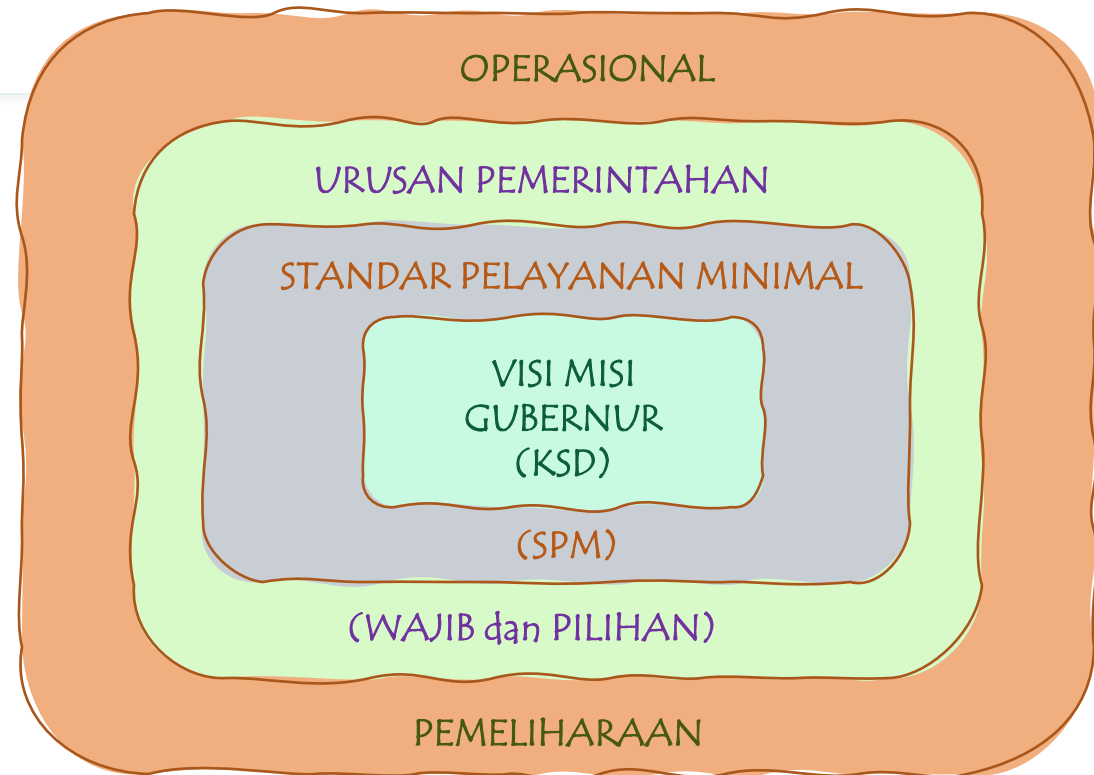 OPERASIONAL
URUSAN PEMERINTAHAN
STANDAR PELAYANAN MINIMAL
VISI MISI
GUBERNUR
(KSD)
(SPM)
(WAJIB dan PILIHAN)
PEMELIHARAAN